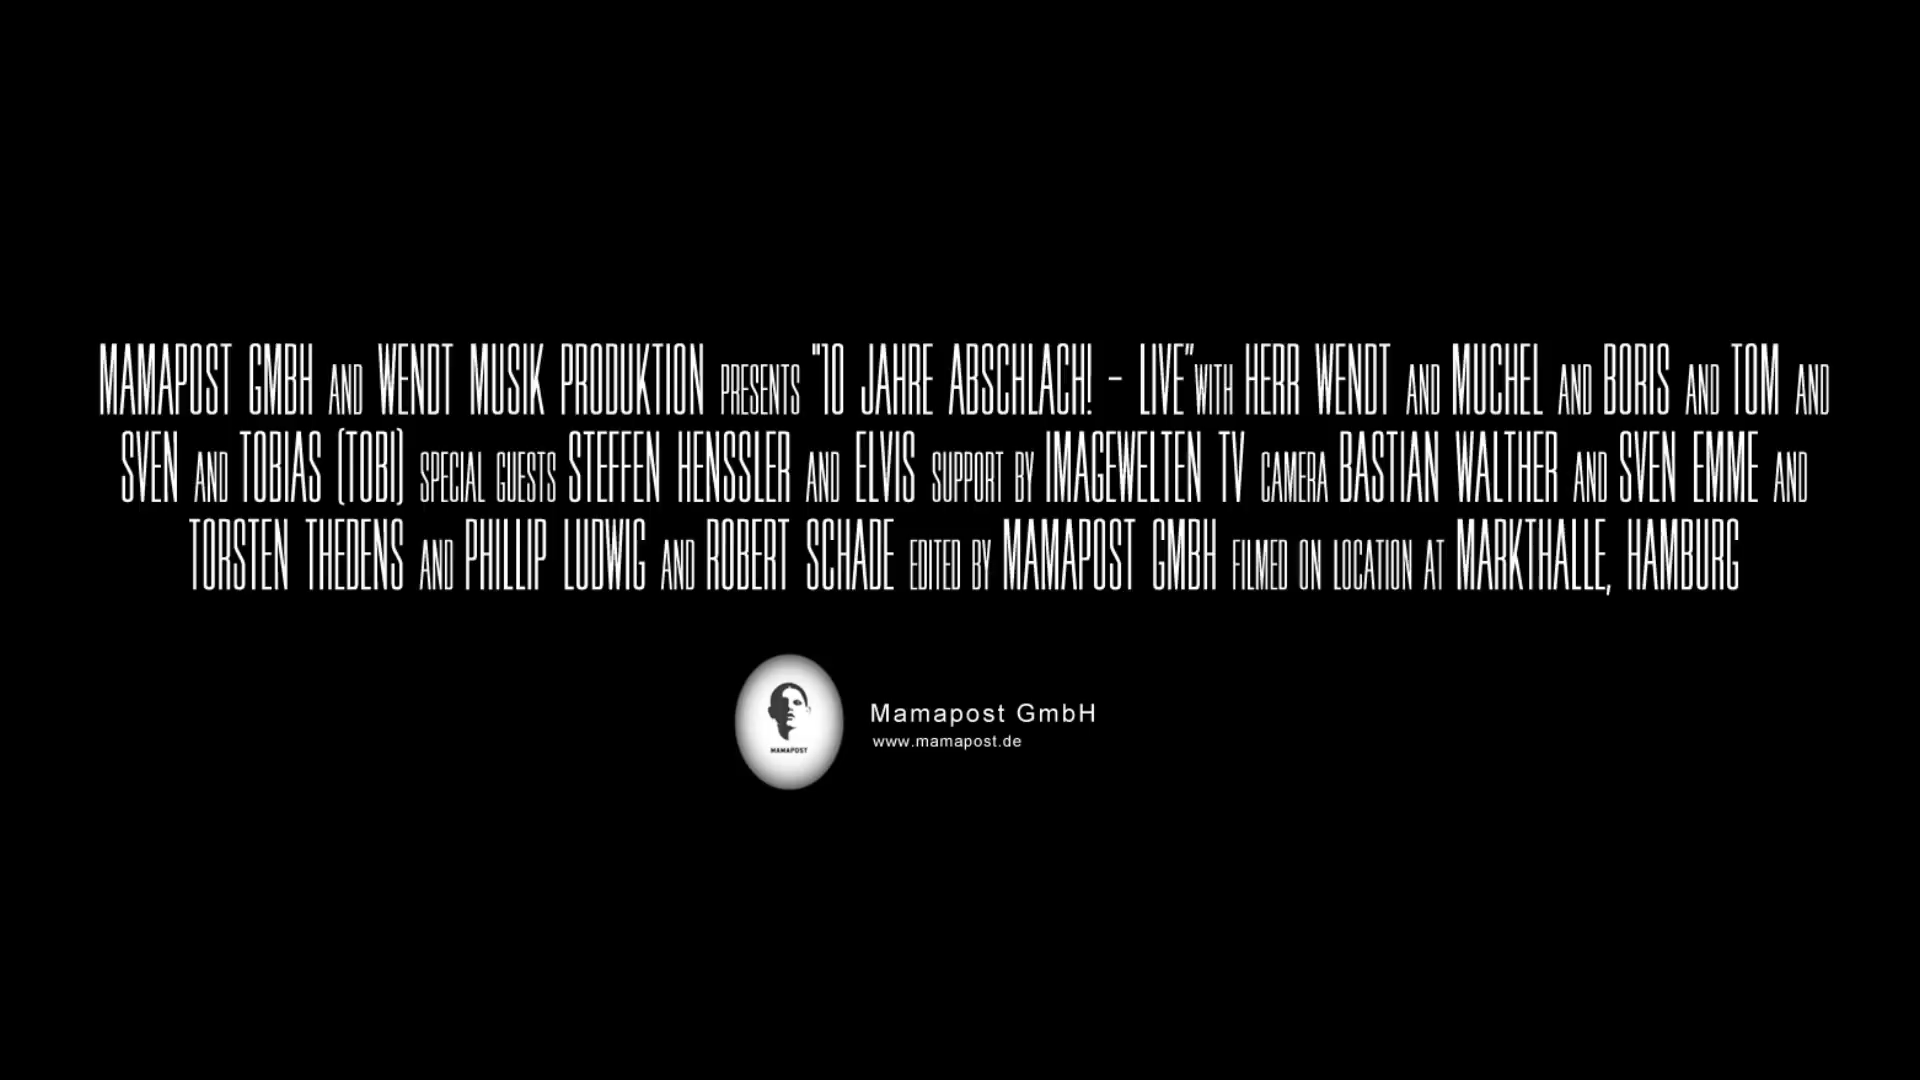 MAMAPOST GMBH AND WENDT MUSIK PRODUKTION PRESENTS "10 JAHRE ABSCHLACH! - LIVE" WITH HERR WENDT AND MUCHEL AND BORIS AND TOM AND
SVEN AND TOBIAS (TOBI) SPECIAL GUESTS STEFFEN HENSSLER AND ELVIS SUPPORT BY IMAGEWELTEN TV CAMERA BASTIAN WALTHER AND SVEN EMME AND
TORSTEN THEDENS AND PHILLIP LUDWIG AND ROBERT SCHADE EDITED BY MAMAPOST GMBH FILMED ON LOCATION AT MARKTHALLE, HAMBURG
MAMAPOST
Mamapost GmbH
www.mamapost.de